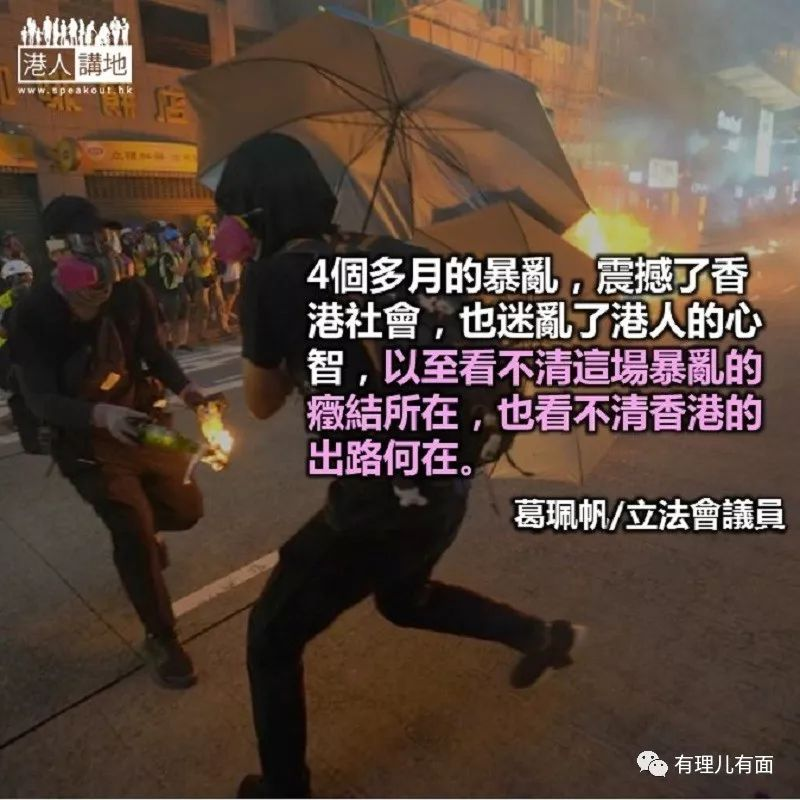 港人講地
www.speakout.hk
4個多月的暴亂，震撼了香
港社會，也迷亂了港人的心
智，以至看不清這場暴亂的
癥結所在，也看不清香港的
出路何在。
葛珮帆/立法會議員
有理儿有面